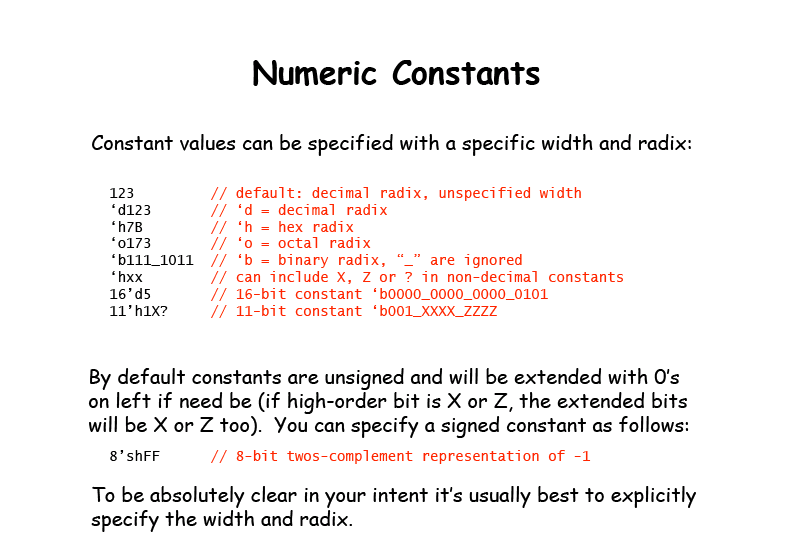 Numeric Constants
Constant values can be specified with a specific width and radix:
123 // default: decimal radix, unspecified width
‘d123 // ‘d = decimal radix
‘h7B // ‘h = hex radix
‘o173 // ‘o = octal radix
‘b111_1011 // ‘b = binary radix, “_” are ignored
‘hxx // can include X, Z or ? in non-decimal constants
16’d5 // 16-bit constant ‘b0000_0000_0000_0101
11’h1X? // 11-bit constant ‘b001_XXXX_ZZZZ
By default constants are unsigned and will be extended with 0’s
on left if need be (if high-order bit is X or Z, the extended bits
will be X or Z too). You can specify a signed constant as follows:
8’shFF // 8-bit twos-complement representation of -1
To be absolutely clear in your intent it’s usually best to explicitly
specify the width and radix.